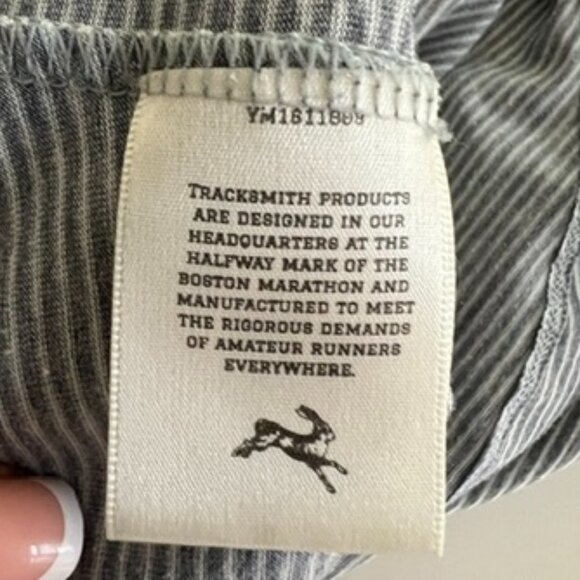 TRACKSMITH PRODUCTS
ARE DESIGNED IN OUR
HEADQUARTERS AT THE
HALFWAY MARK OF THE
BOSTON MARATHON AND
MANUFACTURED TO MEET
THE RIGOROUS DEMANDS
OF AMATEUR RUNNERS
EVERYWHERE.